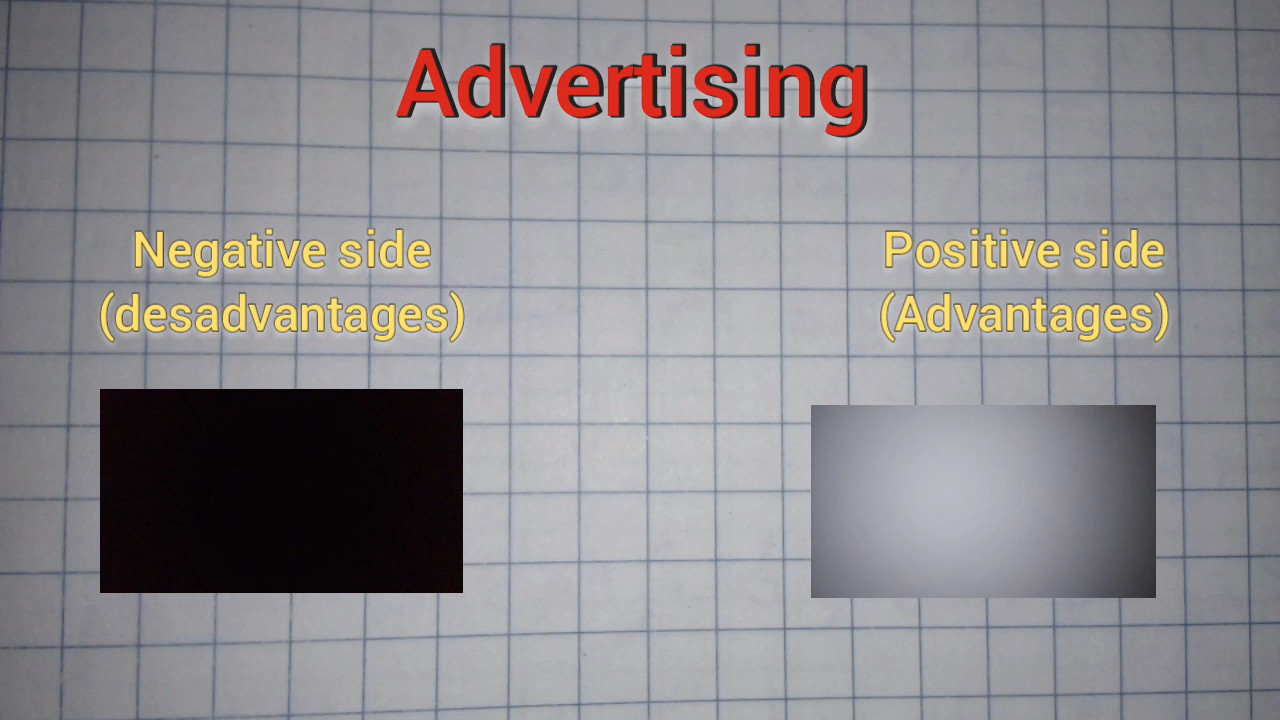 Advertising
Negative side
(desadvantages)
Positive side
(Advantages)